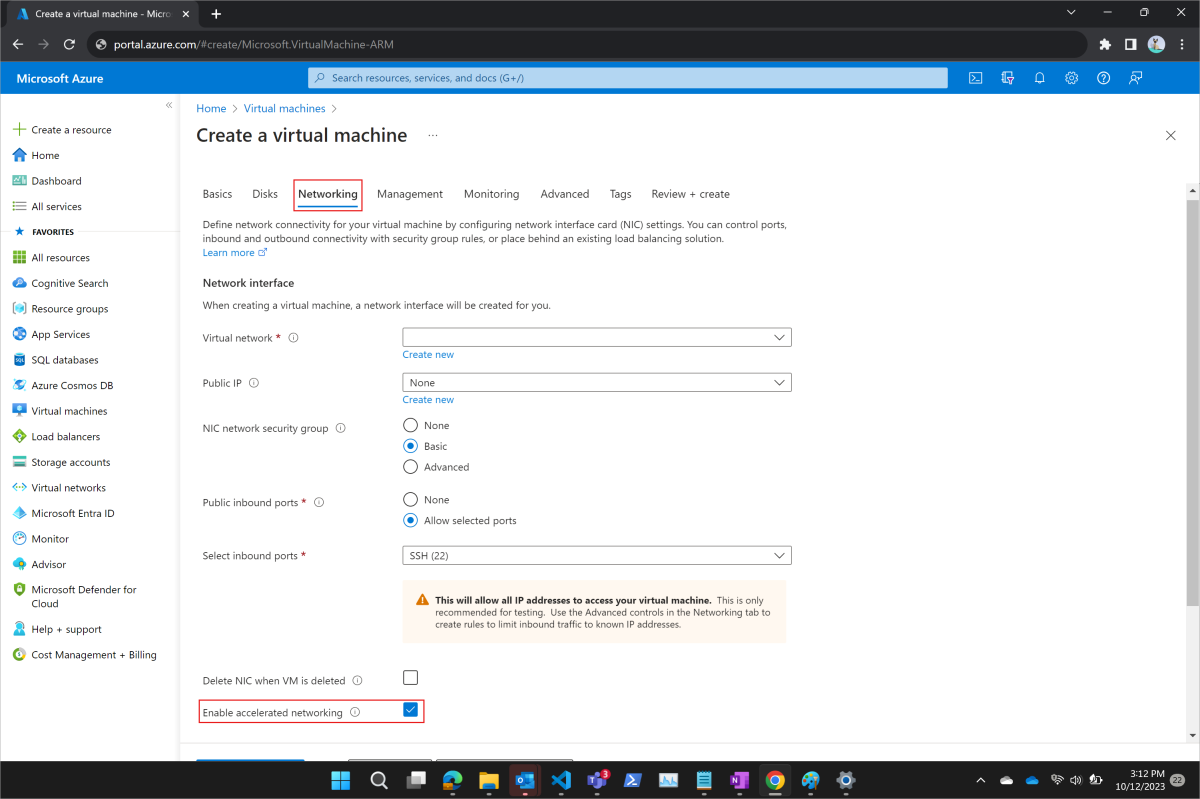 Create a virtual machine - Micro
portal.azure.com/#create/Microsoft.VirtualMachine-ARM
Microsoft Azure
Search resources, services, and docs (G+/)
Create a resource
Home
Dashboard
All services
FAVORITES
All resources
Cognitive Search
Resource groups
App Services
SQL databases
Azure Cosmos DB
Virtual machines
Load balancers
Storage accounts
Virtual networks
Microsoft Entra ID
Monitor
Advisor
Microsoft Defender for
Cloud
Help + support
Cost Management + Billing
Home > Virtual machines >
Create a virtual machine ...
Basics Disks Networking Management Monitoring Advanced Tags Review + create
Define network connectivity for your virtual machine by configuring network interface card (NIC) settings. You can control ports,
inbound and outbound connectivity with security group rules, or place behind an existing load balancing solution.
Learn more
Network interface
When creating a virtual machine, a network interface will be created for you.
Virtual network *
Create new
Public IP None
Create new
NIC network security group None
Basic
Advanced
Public inbound ports * None
Allow selected ports
Select inbound ports * SSH (22)
This will allow all IP addresses to access your virtual machine. This is only
recommended for testing. Use the Advanced controls in the Networking tab to
create rules to limit inbound traffic to known IP addresses.
Delete NIC when VM is deleted
Enable accelerated networking
3
3:12 PM
10/12/2023
22